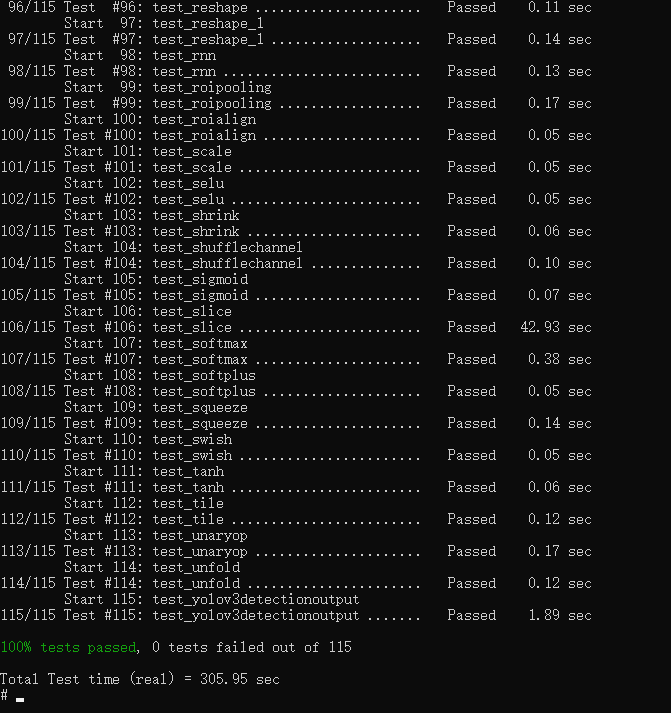 96/115 Test  #96: test_reshape .....................   Passed    0.11 sec
        Start  97: test_reshape_1
 97/115 Test  #97: test_reshape_1 ...................   Passed    0.14 sec
        Start  98: test_rnn
 98/115 Test  #98: test_rnn .........................   Passed    0.13 sec
        Start  99: test_roipooling
 99/115 Test  #99: test_roipooling ..................   Passed    0.17 sec
        Start 100: test_roialign
100/115 Test #100: test_roialign ....................   Passed    0.05 sec
        Start 101: test_scale
101/115 Test #101: test_scale .......................   Passed    0.05 sec
        Start 102: test_selu
102/115 Test #102: test_selu ........................   Passed    0.05 sec
        Start 103: test_shrink
103/115 Test #103: test_shrink ......................   Passed    0.06 sec
        Start 104: test_shufflechannel
104/115 Test #104: test_shufflechannel ..............   Passed    0.10 sec
        Start 105: test_sigmoid
105/115 Test #105: test_sigmoid .....................   Passed    0.07 sec
        Start 106: test_slice
106/115 Test #106: test_slice .......................   Passed   42.93 sec
        Start 107: test_softmax
107/115 Test #107: test_softmax .....................   Passed    0.38 sec
        Start 108: test_softplus
108/115 Test #108: test_softplus ....................   Passed    0.05 sec
        Start 109: test_squeeze
109/115 Test #109: test_squeeze .....................   Passed    0.14 sec
        Start 110: test_swish
110/115 Test #110: test_swish .......................   Passed    0.05 sec
        Start 111: test_tanh
111/115 Test #111: test_tanh ........................   Passed    0.06 sec
        Start 112: test_tile
112/115 Test #112: test_tile ........................   Passed    0.12 sec
        Start 113: test_unaryop
113/115 Test #113: test_unaryop .....................   Passed    0.17 sec
        Start 114: test_unfold
114/115 Test #114: test_unfold ......................   Passed    0.12 sec
        Start 115: test_yolov3detectionoutput
115/115 Test #115: test_yolov3detectionoutput .......   Passed    1.89 sec
100% tests passed, 0 tests failed out of 115
Total Test time (real) = 305.95 sec
#